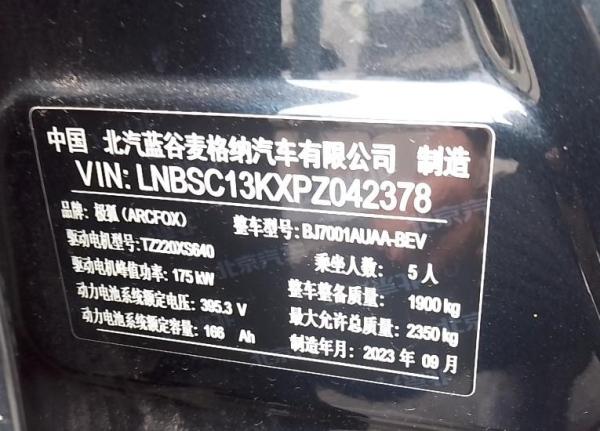 中国 北汽蓝谷麦格纳汽车有限公司 制造
VIN: LNBSC13KXPZ042378
品牌: 极狐(ARCFOX) 整车型号: BJ7001AUAA-BEV
驱动电机型号: TZ220XS640 乘坐人数: 5 人
驱动电机峰值功率: 175 kW 整车整备质量: 1900 kg
动力电池系统额定电压: 395.3 V 最大允许总质量: 2350 kg
动力电池系统额定容量: 166 Ah 制造年月: 2023 年 09 月